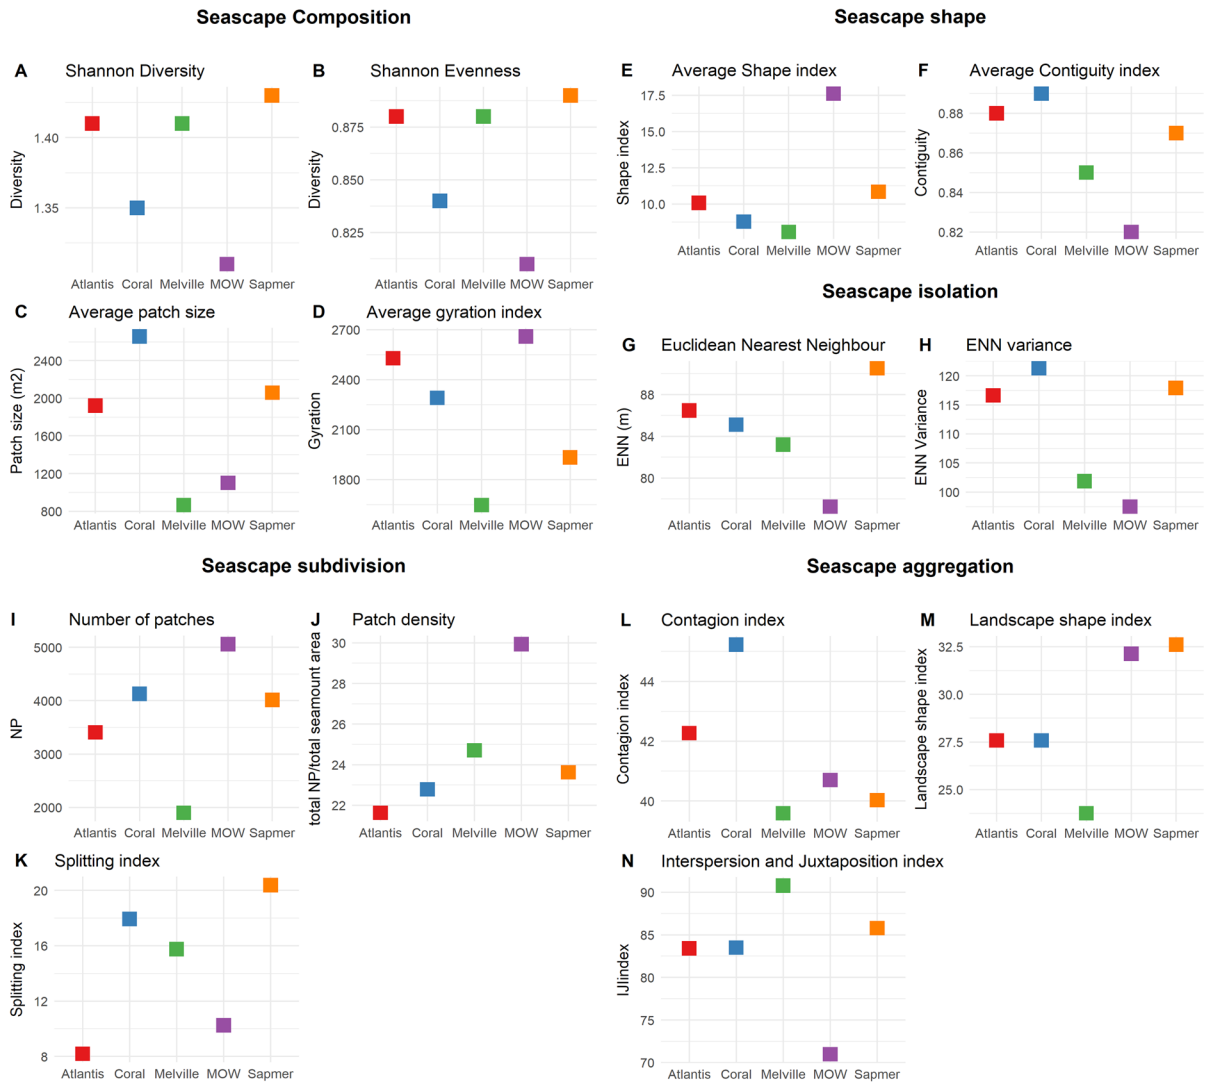 Seascape Composition
Seascape shape
A Shannon Diversity
Diversity
1.40
1.35
Atlantis Coral Melville MOW Sapmer
B Shannon Evenness
Diversity
0.875
0.850
0.825
Atlantis Coral Melville MOW Sapmer
E Average Shape index
Shape index
17.5
15.0
12.5
10.0
Atlantis Coral Melville MOW Sapmer
F Average Contiguity index
Contiguity
0.88
0.86
0.84
0.82
Atlantis Coral Melville MOW Sapmer
C Average patch size
Patch size (m2)
2400
2000
1600
1200
800
Atlantis Coral Melville MOW Sapmer
D Average gyration index
Gyration
2700
2400
2100
1800
Atlantis Coral Melville MOW Sapmer
Seascape isolation
G Euclidean Nearest Neighbour
ENN (m)
88
84
80
Atlantis Coral Melville MOW Sapmer
H ENN variance
ENN Variance
120
115
110
105
100
Atlantis Coral Melville MOW Sapmer
Seascape subdivision
Seascape aggregation
I Number of patches
NP
5000
4000
3000
2000
Atlantis Coral Melville MOW Sapmer
J Patch density
total NP/total seamount area
30
28
26
24
22
Atlantis Coral Melville MOW Sapmer
L Contagion index
Contagion index
44
42
40
Atlantis Coral Melville MOW Sapmer
M Landscape shape index
Landscape shape index
32.5
30.0
27.5
25.0
Atlantis Coral Melville MOW Sapmer
K Splitting index
Splitting index
20
16
12
8
Atlantis Coral Melville MOW Sapmer
N Interspersion and Juxtaposition index
IJIindex
90
85
80
75
70
Atlantis Coral Melville MOW Sapmer